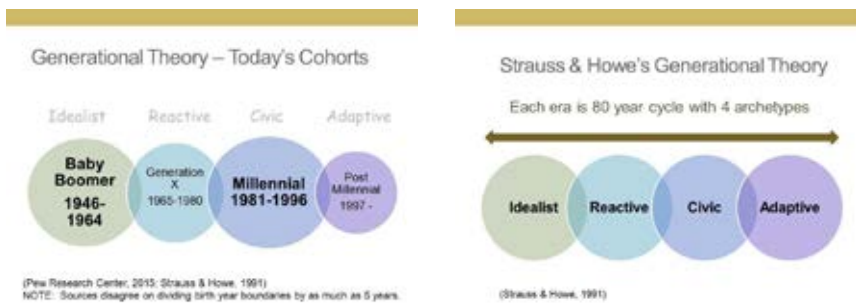 Generational Theory – Today's Cohorts
Idealist Reactive Civic Adaptive
Baby
Boomer
1946-
1964
Generation
X
1965-1980
Millennial
1981-1996
Post
Millennial
1997 -
(Pew Research Center, 2015; Strauss & Howe, 1991)
NOTE: Sources disagree on dividing birth year boundaries by as much as 5 years.
Strauss & Howe's Generational Theory
Each era is 80 year cycle with 4 archetypes
Idealist Reactive Civic Adaptive
(Strauss & Howe, 1991)